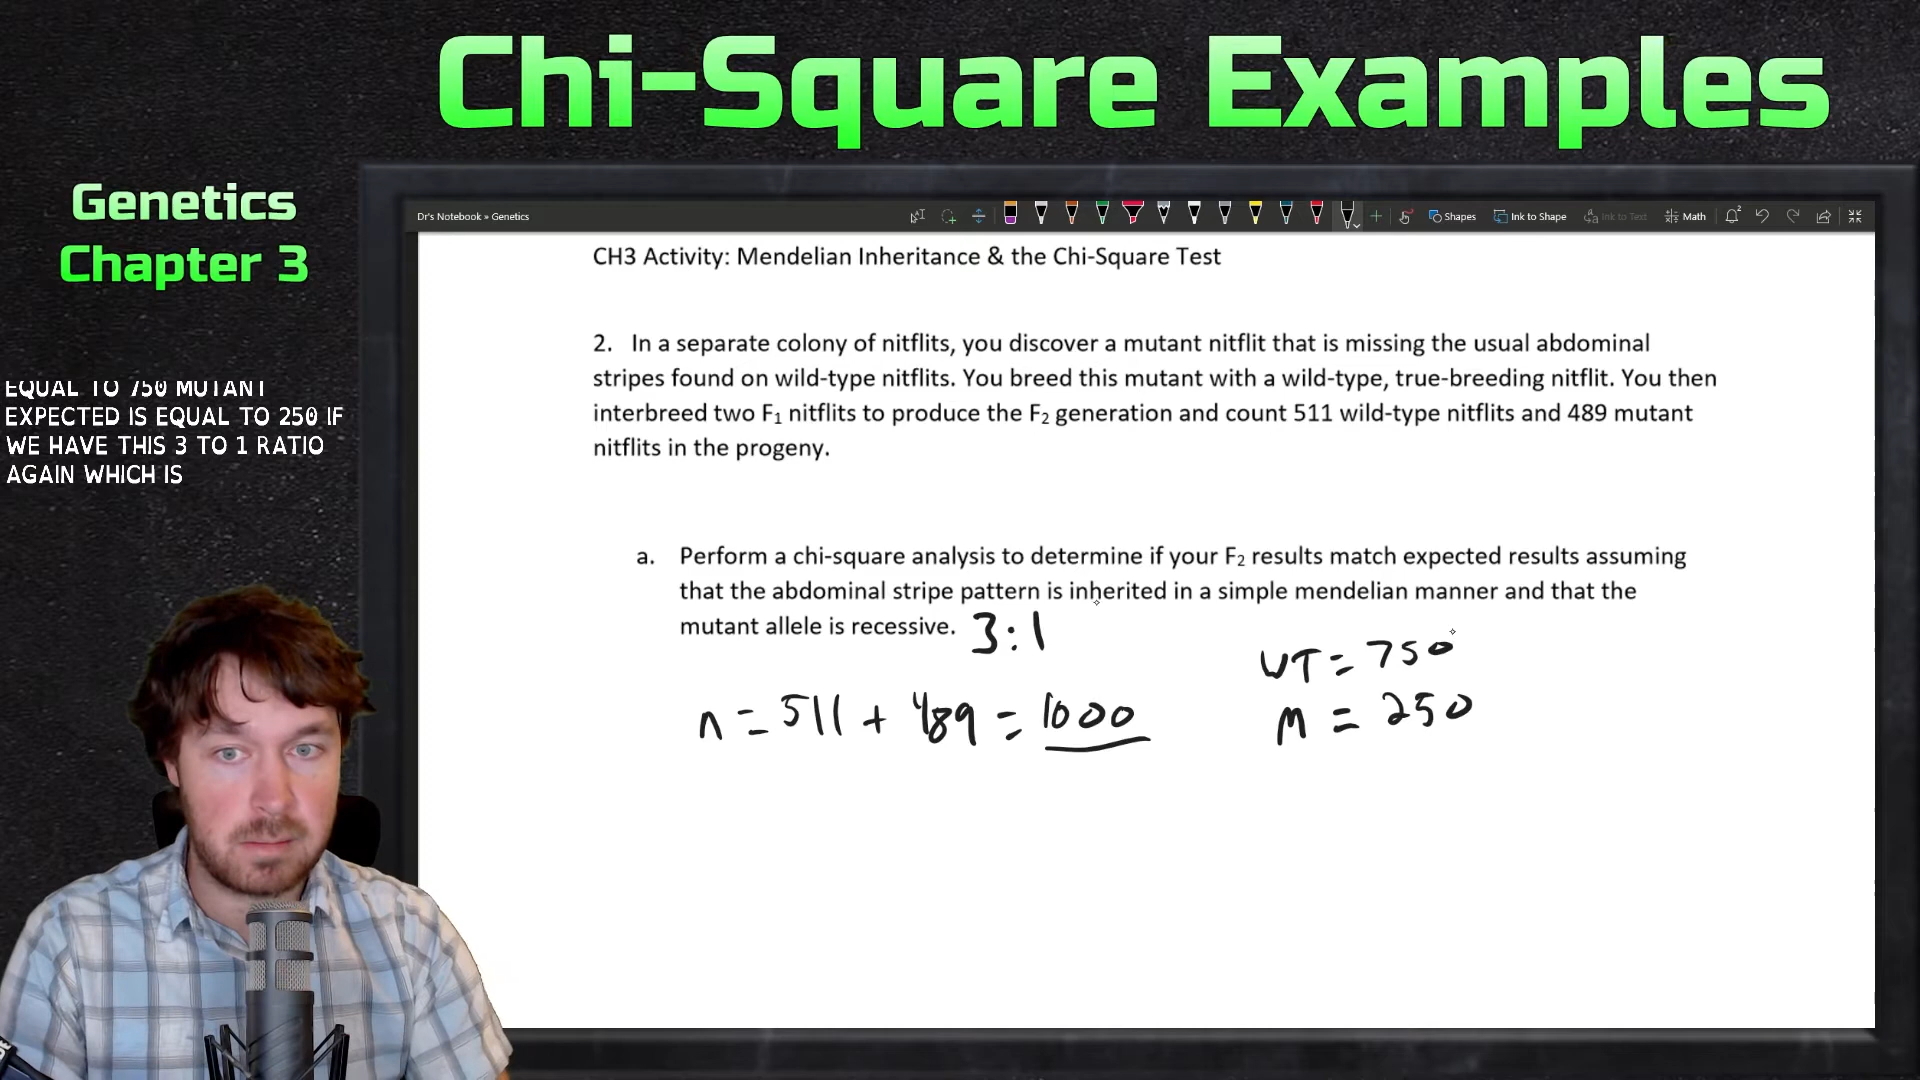 Chi-Square Examples
Genetics
Chapter 3
EQUAL TO 750 MUTANT
EXPECTED IS EQUAL TO 250 IF
WE HAVE THIS 3 TO 1 RATIO
AGAIN WHICH IS
Dr's Notebook » Genetics
Shapes
Ink to Shape
Ink to Text
Math
CH3 Activity: Mendelian Inheritance & the Chi-Square Test
2. In a separate colony of nitflits, you discover a mutant nitflit that is missing the usual abdominal
stripes found on wild-type nitflits. You breed this mutant with a wild-type, true-breeding nitflit. You then
interbreed two F₁ nitflits to produce the F₂ generation and count 511 wild-type nitflits and 489 mutant
nitflits in the progeny.
a. Perform a chi-square analysis to determine if your F₂ results match expected results assuming
that the abdominal stripe pattern is inherited in a simple mendelian manner and that the
mutant allele is recessive. 3:1
WT = 750
n = 511 + 489 = 1000
M = 250